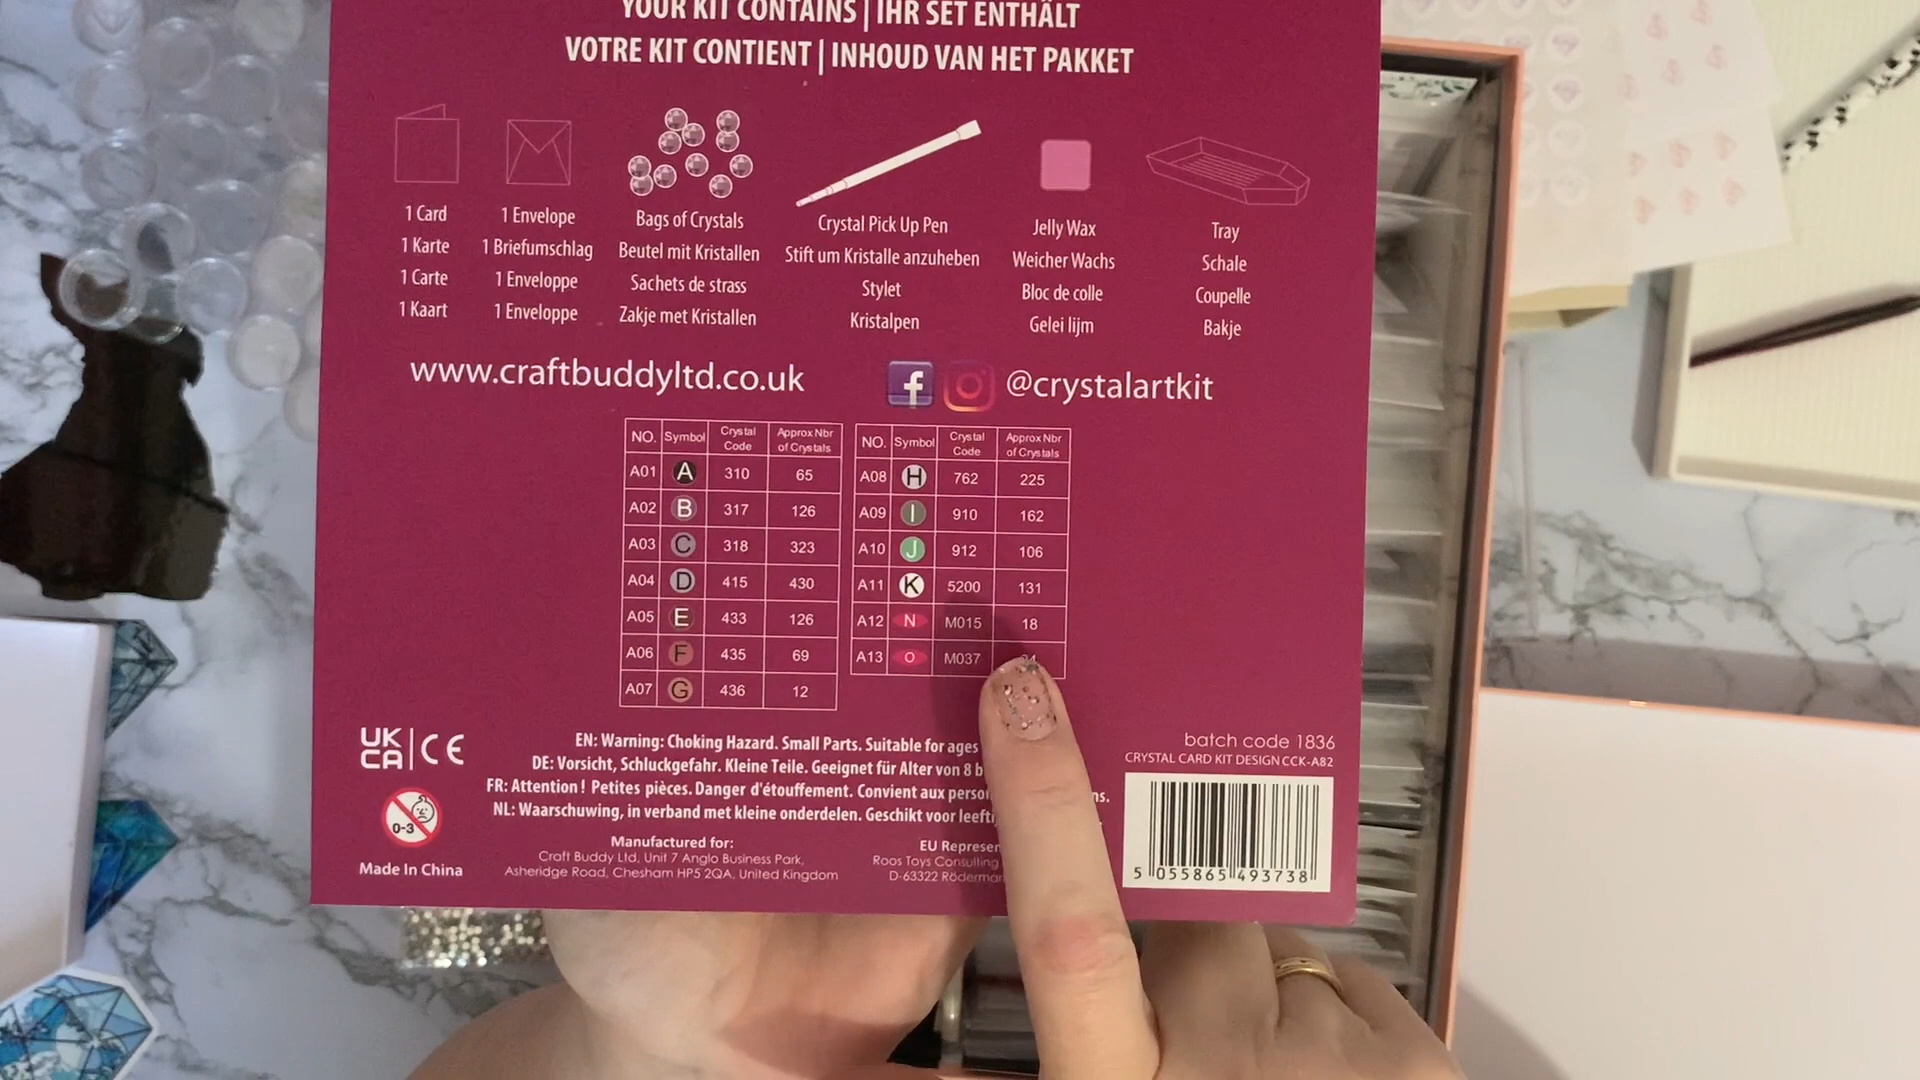 YOUR KIT CONTAINS | IHR SET ENTHÄLT
VOTRE KIT CONTIENT | INHOUD VAN HET PAKKET
1 Card
1 Karte
1 Carte
1 Kaart
1 Envelope
1 Briefumschlag
1 Enveloppe
1 Enveloppe
Bags of Crystals
Beutel mit Kristallen
Sachets de strass
Zakje met Kristallen
Crystal Pick Up Pen
Stift um Kristalle anzuheben
Stylet
Kristalpen
Jelly Wax
Weicher Wachs
Bloc de colle
Gelei lijm
Tray
Schale
Coupelle
Bakje
www.craftbuddyltd.co.uk
@crystalartkit
NO. Symbol Crystal Code Approx Nbr of Crystals
A01 A 310 65
A02 B 317 126
A03 C 318 323
A04 D 415 430
A05 E 433 126
A06 F 435 69
A07 G 436 12
NO. Symbol Crystal Code Approx Nbr of Crystals
A08 H 762 225
A09 I 910 162
A10 J 912 106
A11 K 5200 131
A12 N M015 18
A13 O M037
UK CA | CE
0-3
Made In China
EN: Warning: Choking Hazard. Small Parts. Suitable for ages
DE: Vorsicht, Schluckgefahr. Kleine Teile. Geeignet für Alter von 8
FR: Attention ! Petites pièces. Danger d'étouffement. Convient aux
NL: Waarschuwing, in verband met kleine onderdelen. Geschikt voor
Manufactured for:
Craft Buddy Ltd, Unit 7 Anglo Business Park,
Asheridge Road, Chesham HP5 2QA, United Kingdom
EU
Roos Toys Consulting
D-63322
batch code 1836
CRYSTAL CARD KIT DESIGN CCK-A82
5 055865 493738